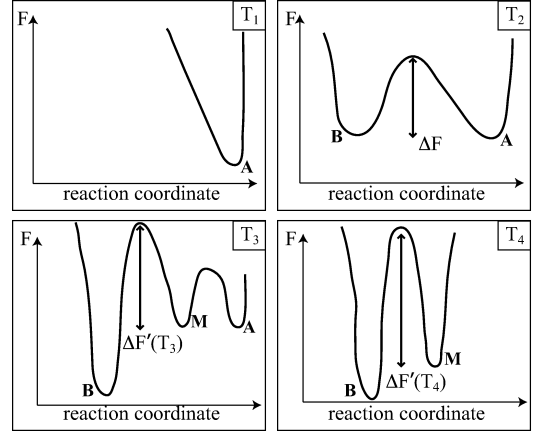 F
T₁
A
reaction coordinate
F
T₂
B
ΔF
A
reaction coordinate
F
T₃
M
A
ΔF′(T₃)
B
reaction coordinate
F
T₄
M
ΔF′(T₄)
B
reaction coordinate